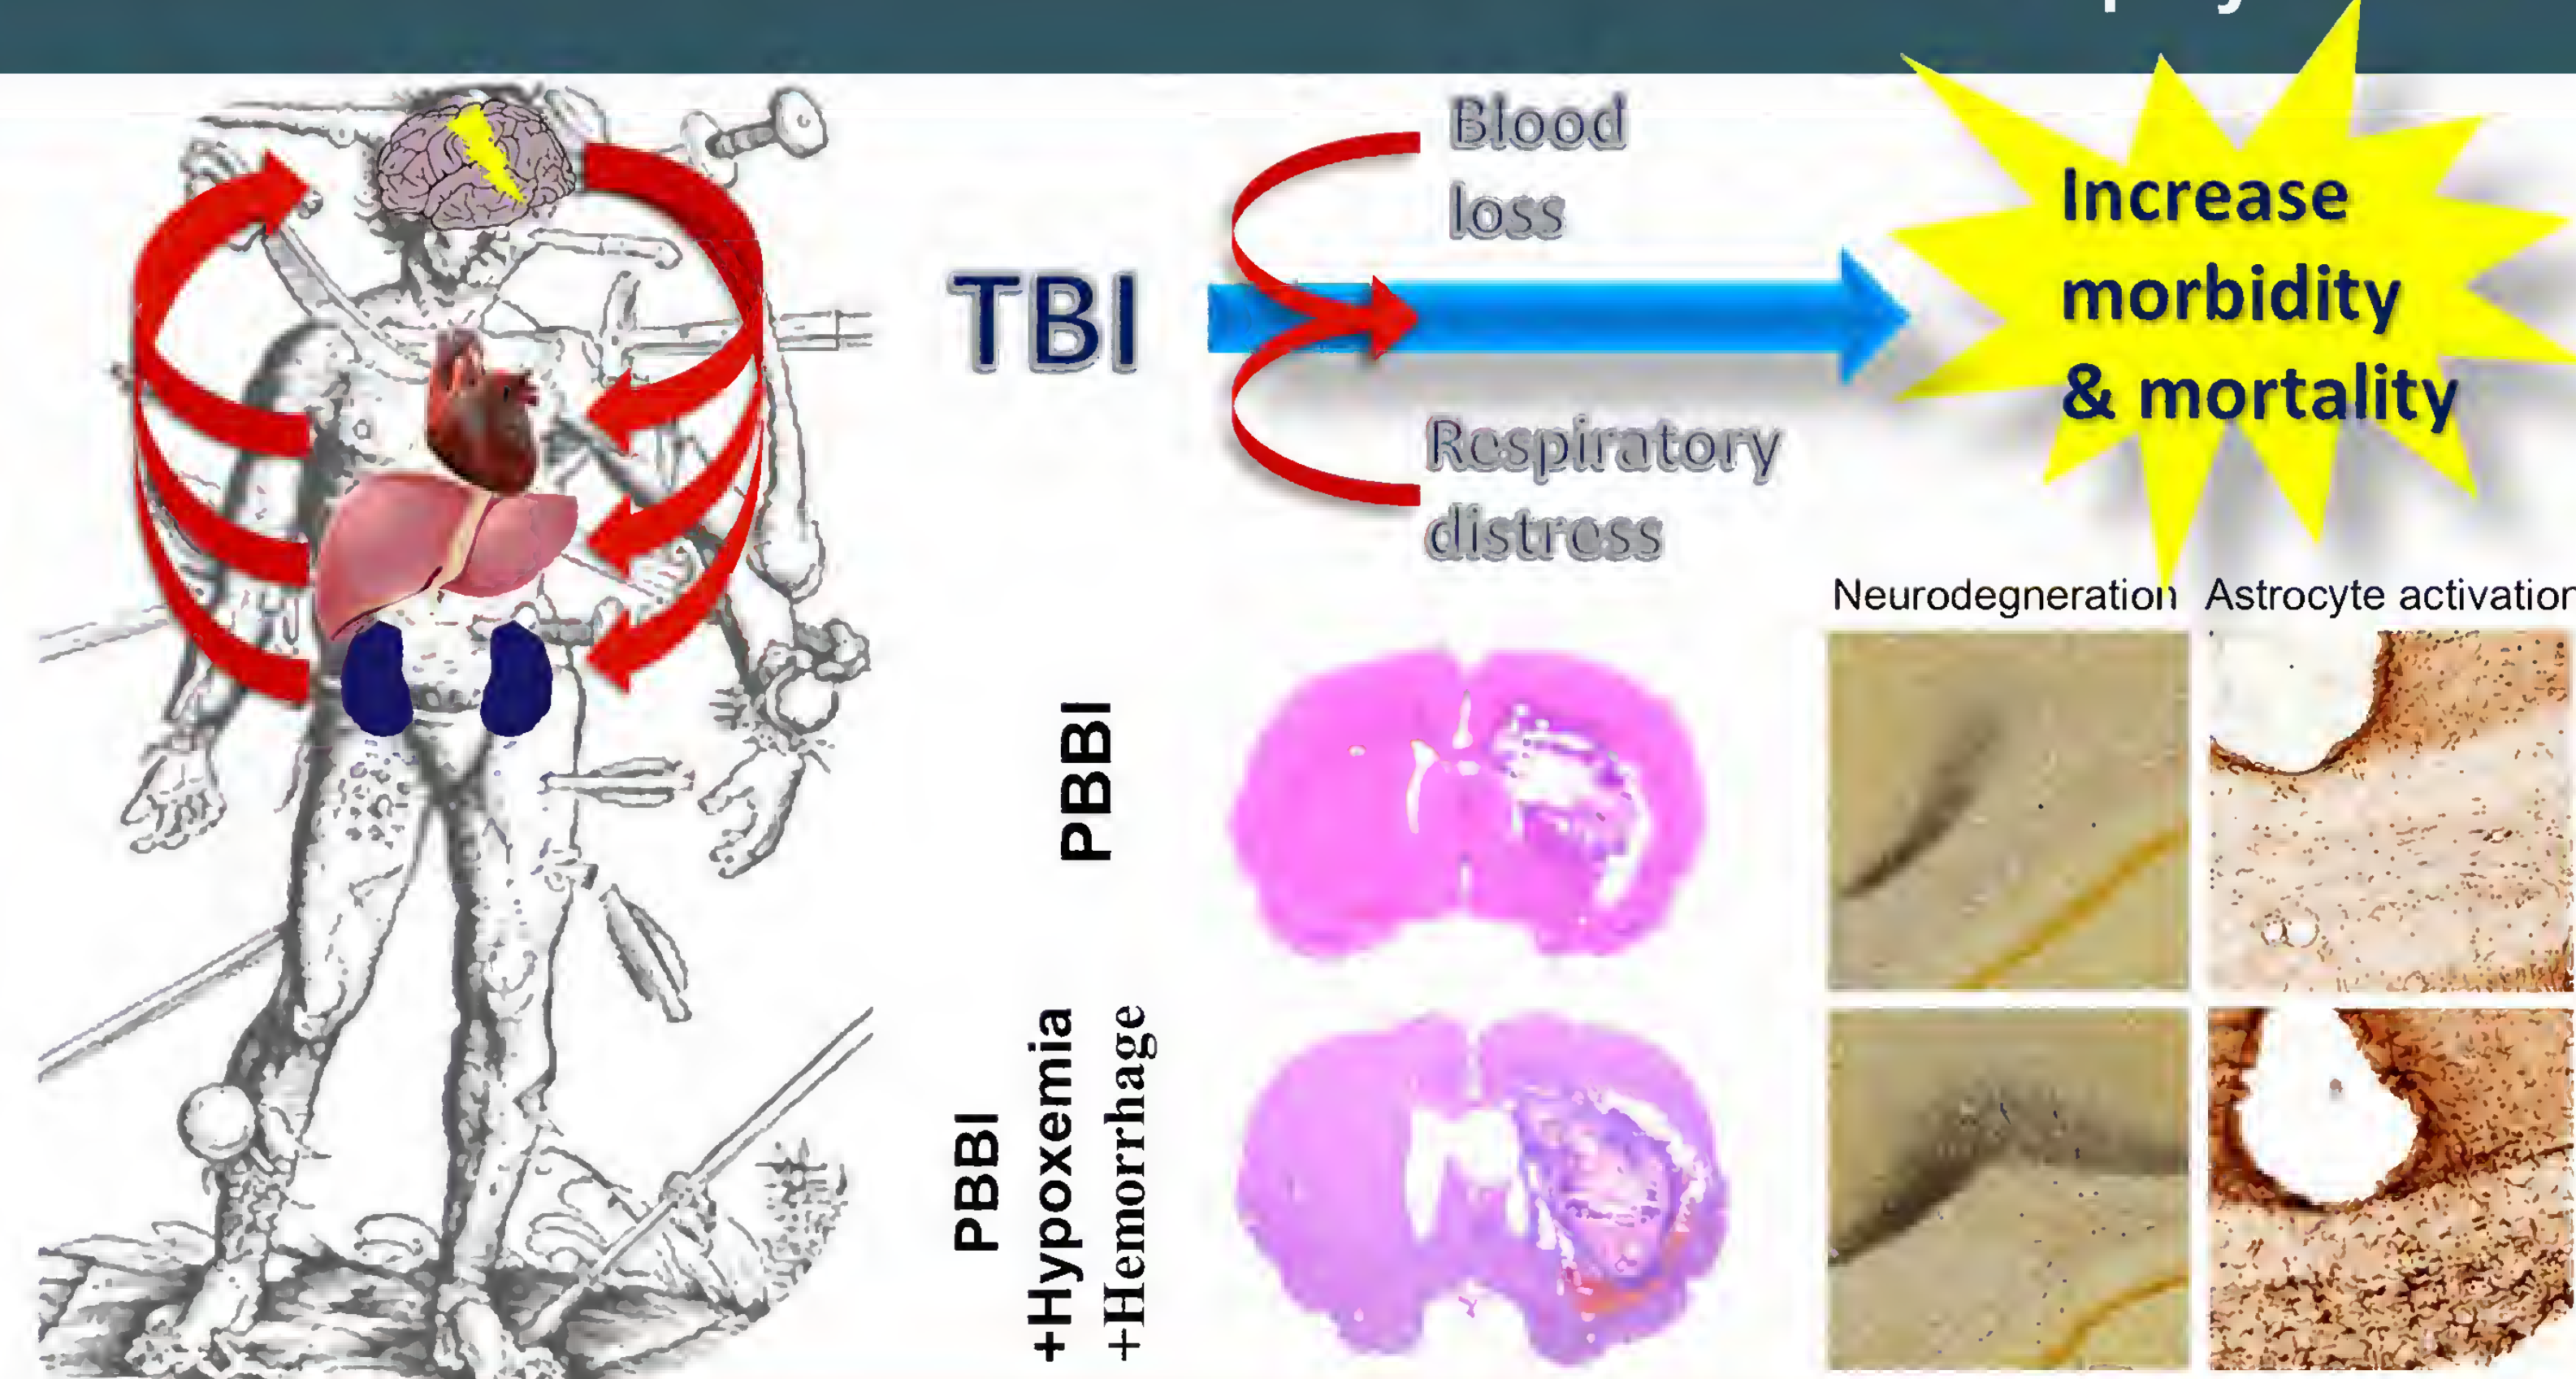 Blood
loss
TBI
Respiratory
distress
Increase
morbidity
& mortality
Neurodegneration
Astrocyte activation
PBBI
PBBI
+Hypoxemia
+Hemorrhage